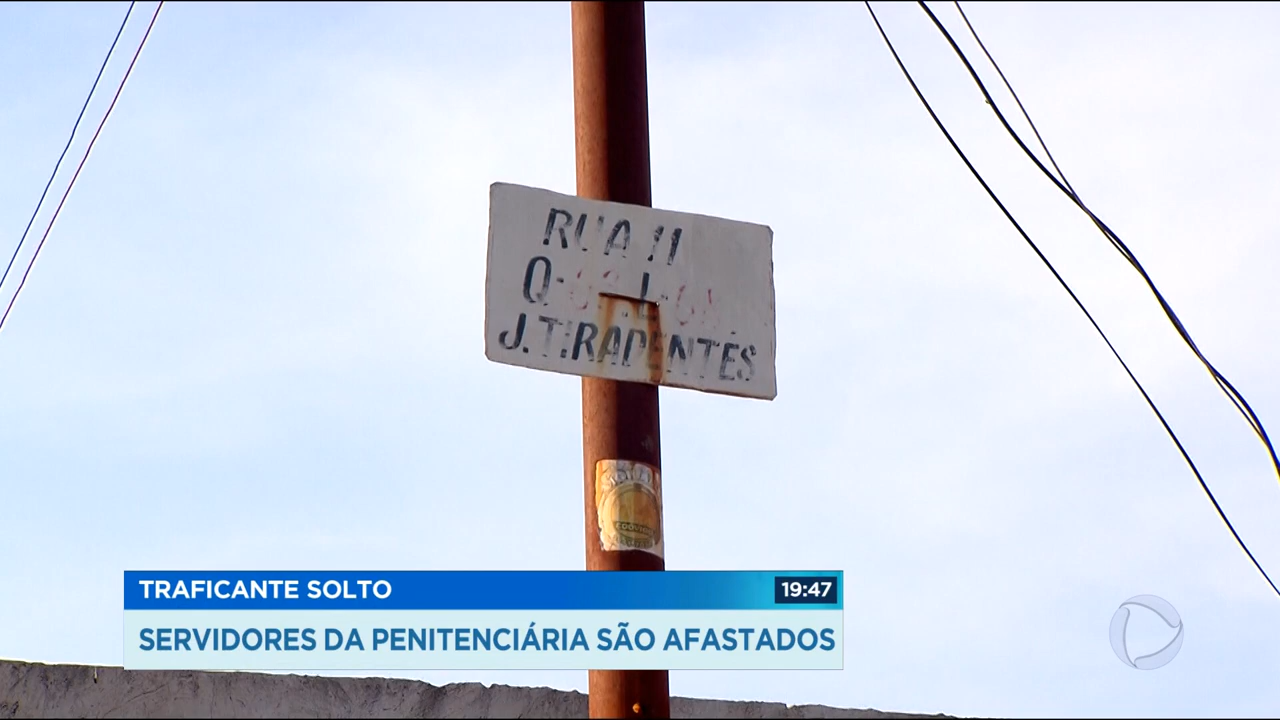 RUA 11
Q- L-
J. TIRADENTES
TRAFICANTE SOLTO
19:47
SERVIDORES DA PENITENCIÁRIA SÃO AFASTADOS